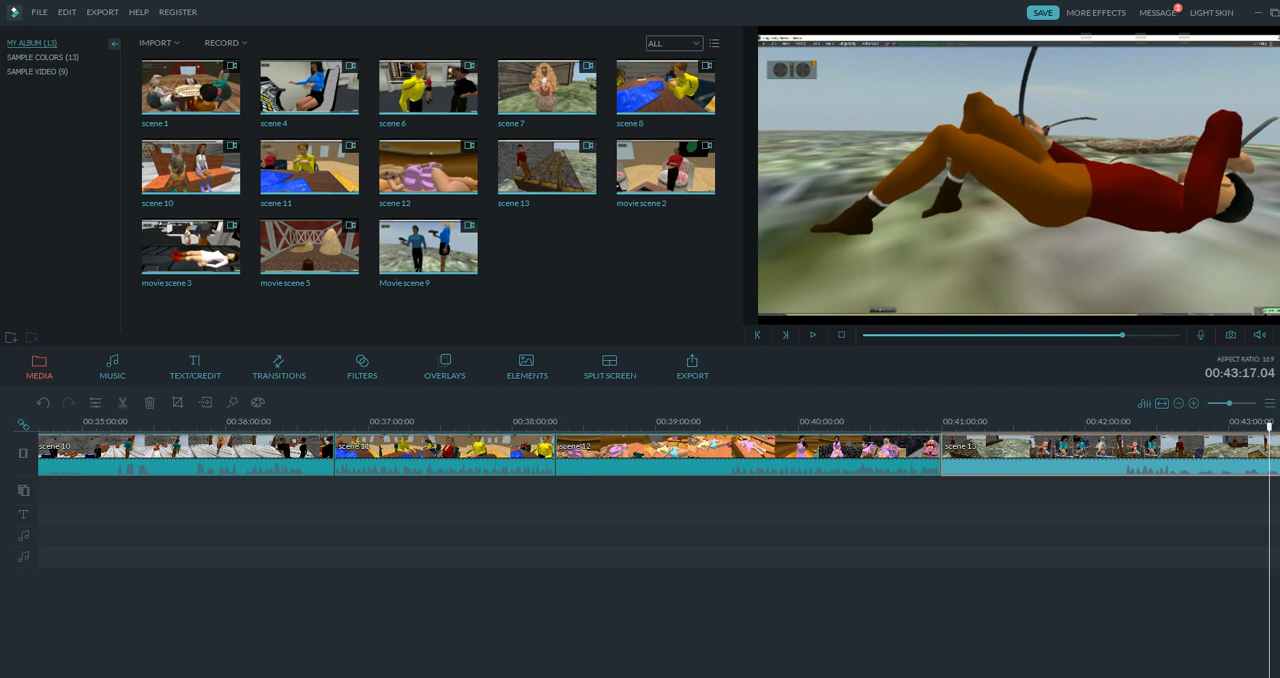 FILE EDIT EXPORT HELP REGISTER
SAVE MORE EFFECTS MESSAGE 1 LIGHT SKIN
MY ALBUM (13)
SAMPLE COLORS (13)
SAMPLE VIDEO (9)
IMPORT RECORD ALL
scene 1 scene 4 scene 6 scene 7 scene 8
scene 10 scene 11 scene 12 scene 13 movie scene 2
movie scene 3 movie scene 5 Movie scene 9
MEDIA MUSIC TEXT/CREDIT TRANSITIONS FILTERS OVERLAYS ELEMENTS SPLIT SCREEN EXPORT
ASPECT RATIO: 16:9
00:43:17.04
00:35:00:00 00:36:00:00 00:37:00:00 00:38:00:00 00:39:00:00 00:40:00:00 00:41:00:00 00:42:00:00 00:43:00:00
scene 10 scene 11 scene 12 scene 13